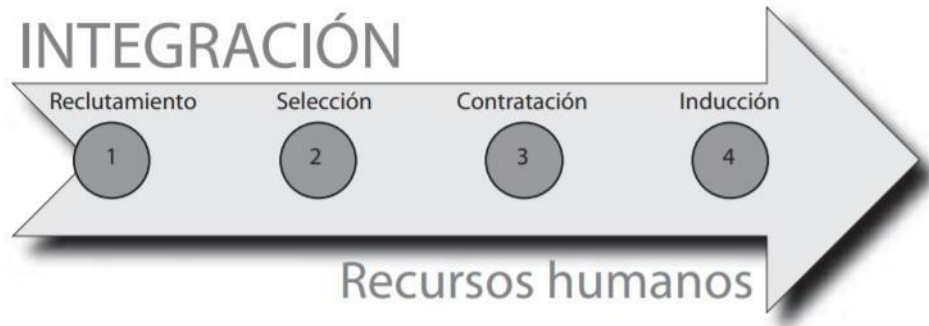 INTEGRACIÓN
Reclutamiento Selección Contratación Inducción
1 2 3 4
Recursos humanos